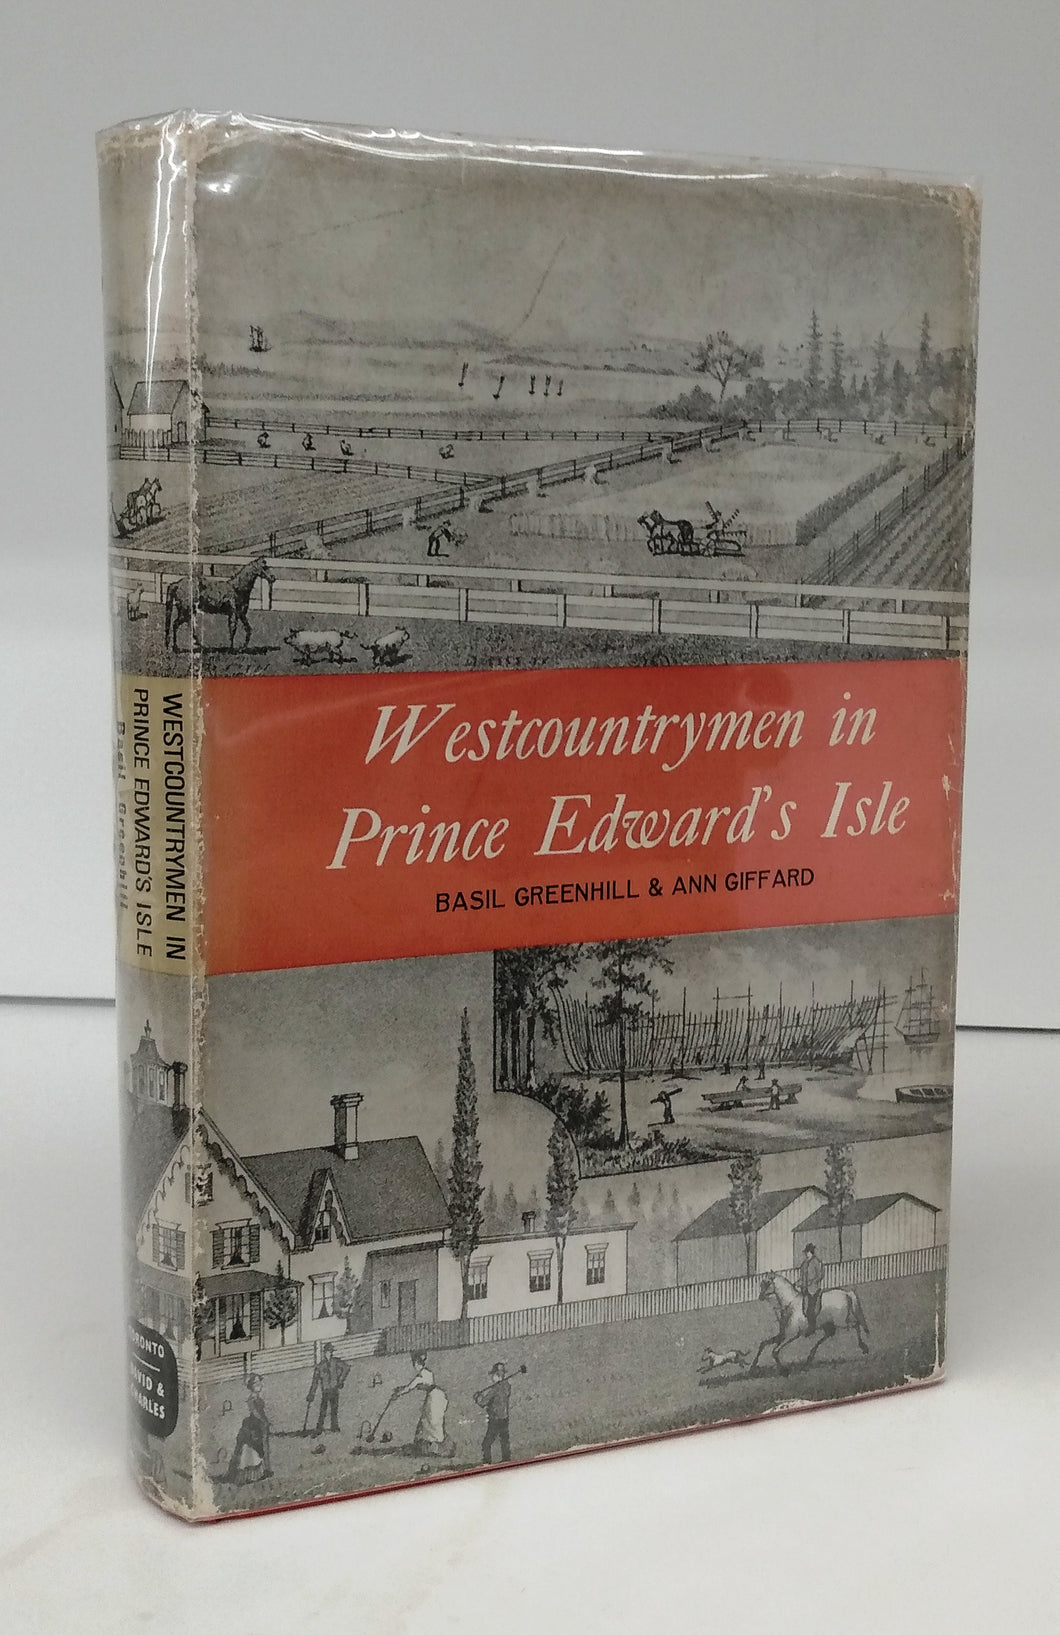 Westcountrymen in
Prince Edward's Isle
BASIL GREENHILL & ANN GIFFARD
WESTCOUNTRYMEN IN
PRINCE EDWARD'S ISLE
Basil Greenhill
TORONTO
DAVID &
CHARLES